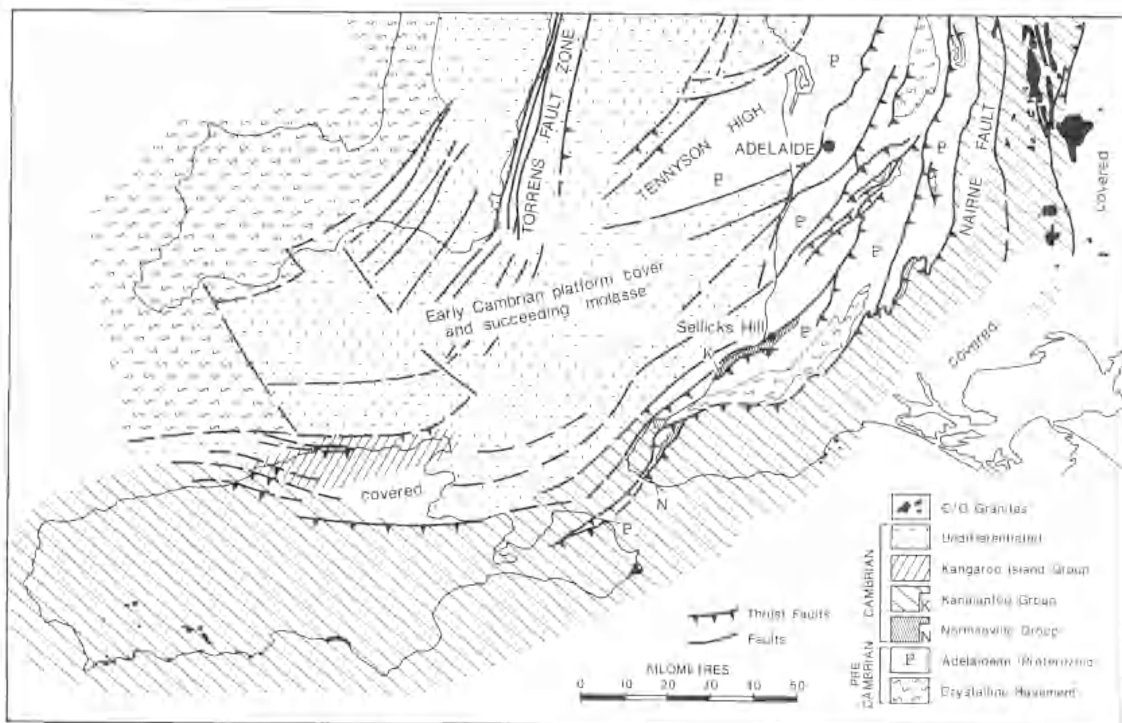 TORRENS FAULT ZONE
TENNYSON HIGH
ADELAIDE
P
P
P
P
P
P
NAIRNE FAULT
covered
covered
Early Cambrian platform cover
and succeeding molasse
Sellicks Hill
K
covered
N
P
Thrust Faults
Faults
KILOMETRES
0 10 20 30 40 50
CAMBRIAN
PRE
CAMBRIAN
Є/O Granites
Undifferentiated
Kangaroo Island Group
K
Kanmantoo Group
N
Normanville Group
P
Adelaidean
Crystalline Basement